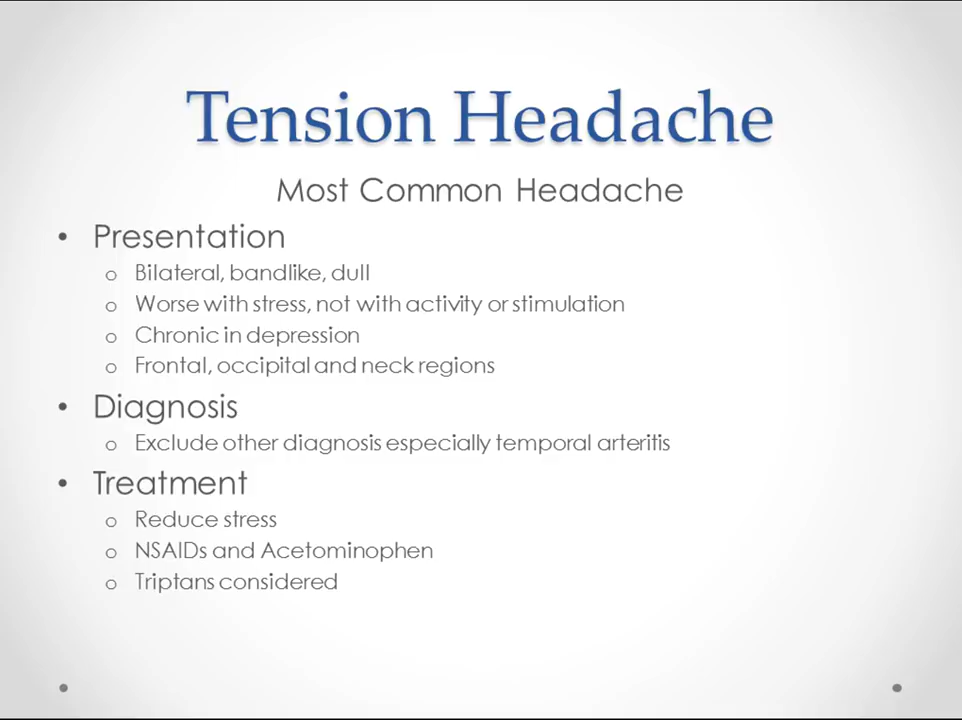 Tension Headache
Most Common Headache
• Presentation
o Bilateral, bandlike, dull
o Worse with stress, not with activity or stimulation
o Chronic in depression
o Frontal, occipital and neck regions
• Diagnosis
o Exclude other diagnosis especially temporal arteritis
• Treatment
o Reduce stress
o NSAIDs and Acetominophen
o Triptans considered